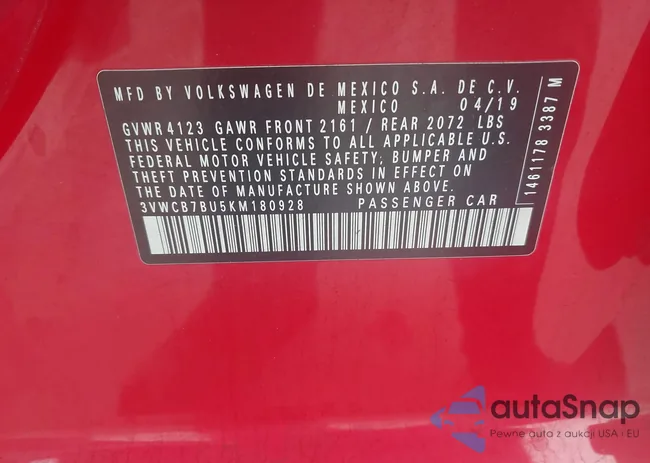 MFD BY VOLKSWAGEN DE MEXICO S.A. DE C.V.
MEXICO 04/19
GVWR 4123 GAWR FRONT 2161 / REAR 2072 LBS
THIS VEHICLE CONFORMS TO ALL APPLICABLE U.S.
FEDERAL MOTOR VEHICLE SAFETY, BUMPER AND
THEFT PREVENTION STANDARDS IN EFFECT ON
THE DATE OF MANUFACTURE SHOWN ABOVE.
3VWCB7BU5KM180928 PASSENGER CAR
1461178 3387 M
autaSnap
Pewne auta z aukcji USA i EU